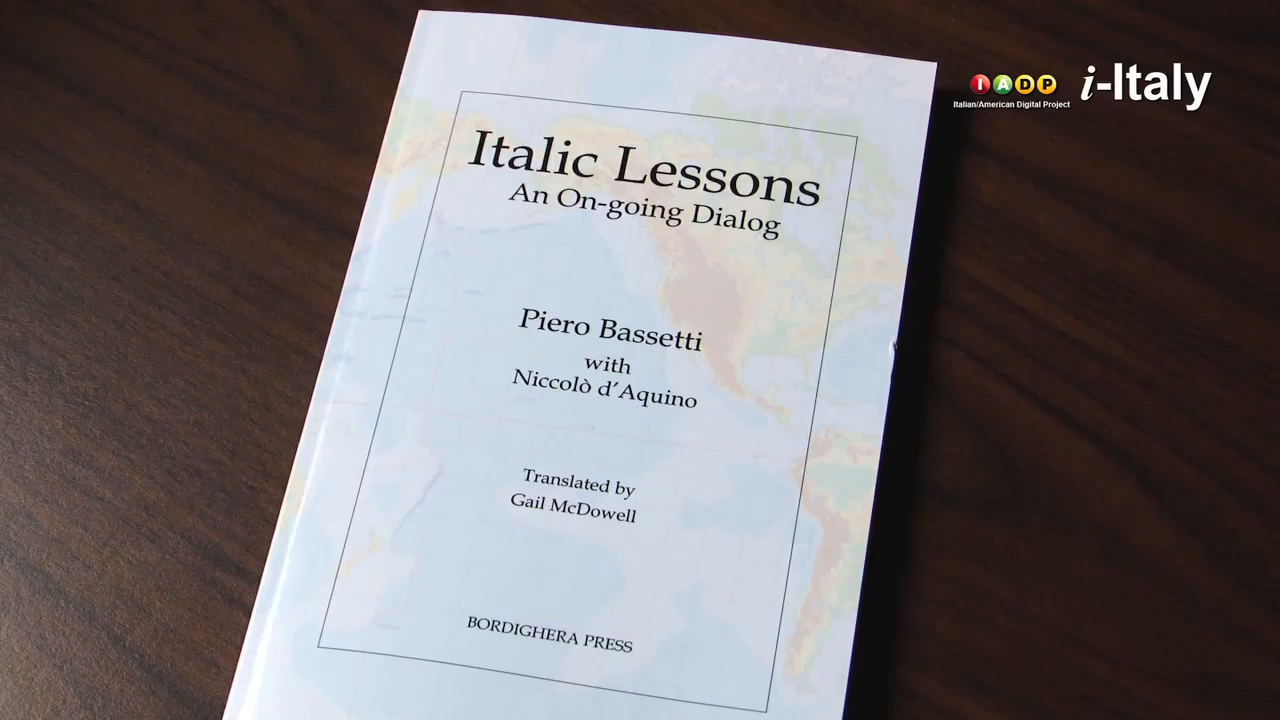 Italic Lessons
An On-going Dialog
Piero Bassetti
with
Niccolò d'Aquino
Translated by
Gail McDowell
BORDIGHERA PRESS
IADP
Italian/American Digital Project
i-Italy